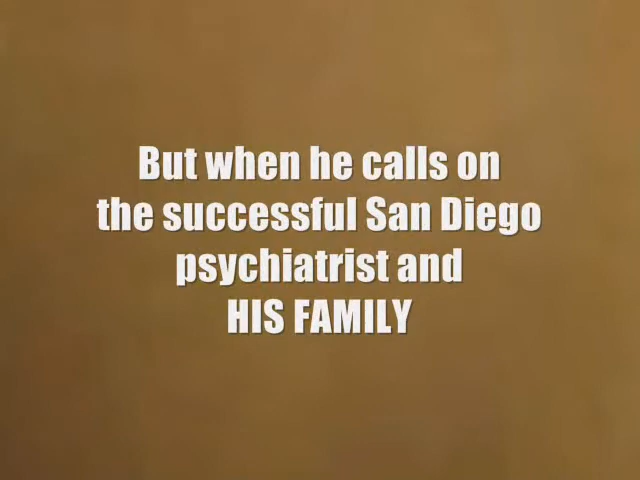 But when he calls on
the successful San Diego
psychiatrist and
HIS FAMILY